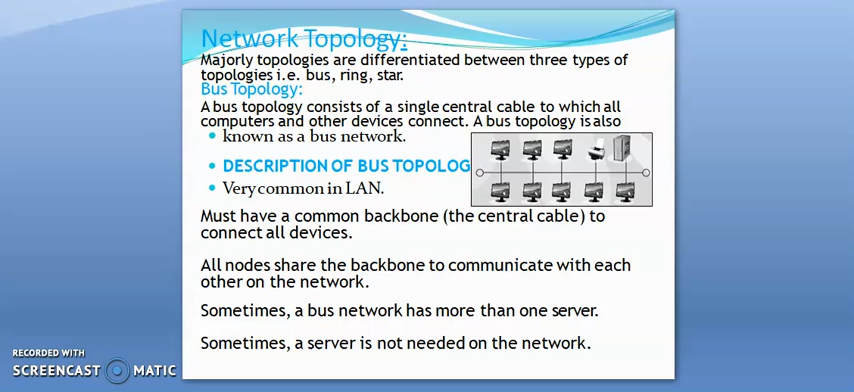 Network Topology:
Majorly topologies are differentiated between three types of
topologies i.e. bus, ring, star.
Bus Topology:
A bus topology consists of a single central cable to which all
computers and other devices connect. A bus topology is also
• known as a bus network.
• DESCRIPTION OF BUS TOPOLOG
• Very common in LAN.
Must have a common backbone (the central cable) to
connect all devices.
All nodes share the backbone to communicate with each
other on the network.
Sometimes, a bus network has more than one server.
Sometimes, a server is not needed on the network.
RECORDED WITH
SCREENCAST MATIC